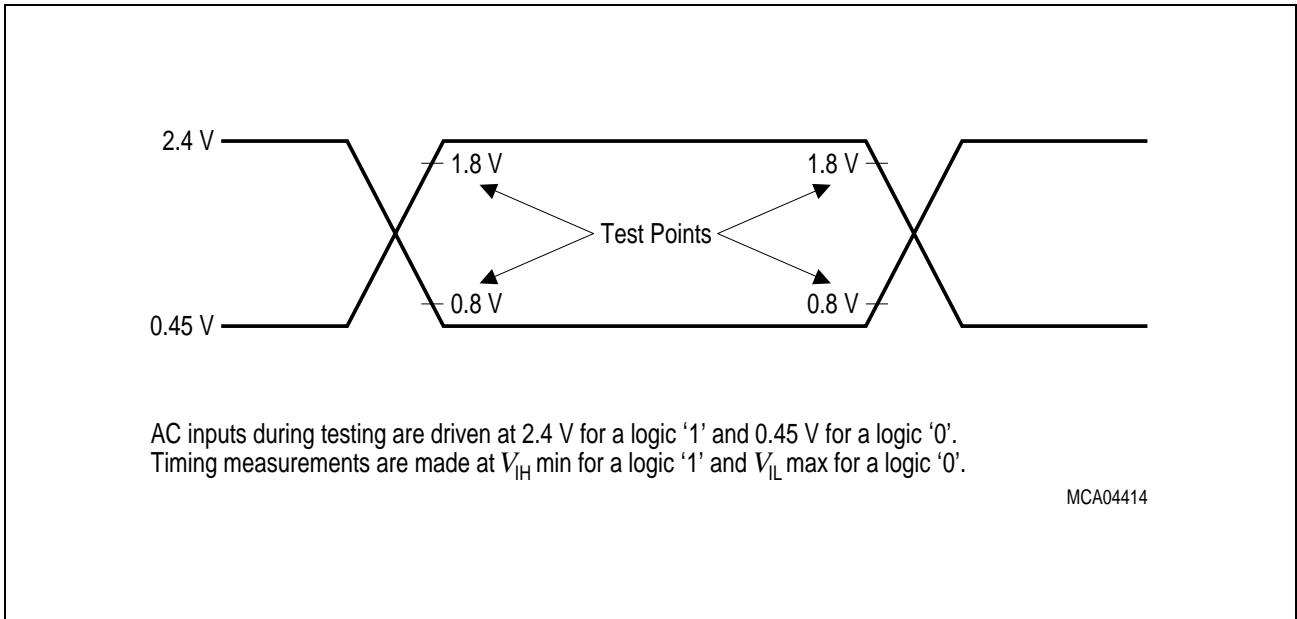 2.4 V
1.8 V 1.8 V
Test Points
0.8 V 0.8 V
0.45 V
AC inputs during testing are driven at 2.4 V for a logic ‘1’ and 0.45 V for a logic ‘0’.
Timing measurements are made at VIH min for a logic ‘1’ and VIL max for a logic ‘0’.
MCA04414